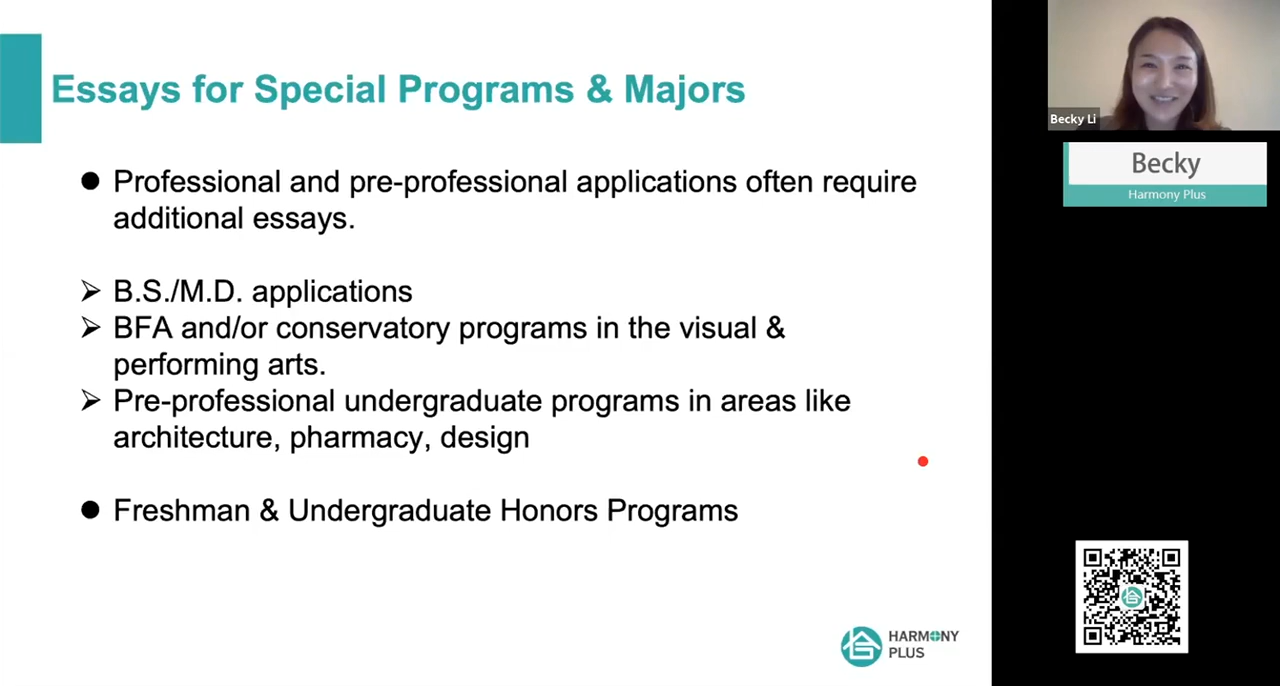 Essays for Special Programs & Majors
● Professional and pre-professional applications often require
additional essays.
➢ B.S./M.D. applications
➢ BFA and/or conservatory programs in the visual &
performing arts.
➢ Pre-professional undergraduate programs in areas like
architecture, pharmacy, design
● Freshman & Undergraduate Honors Programs
HARMONY
PLUS
Becky Li
Becky
Harmony Plus